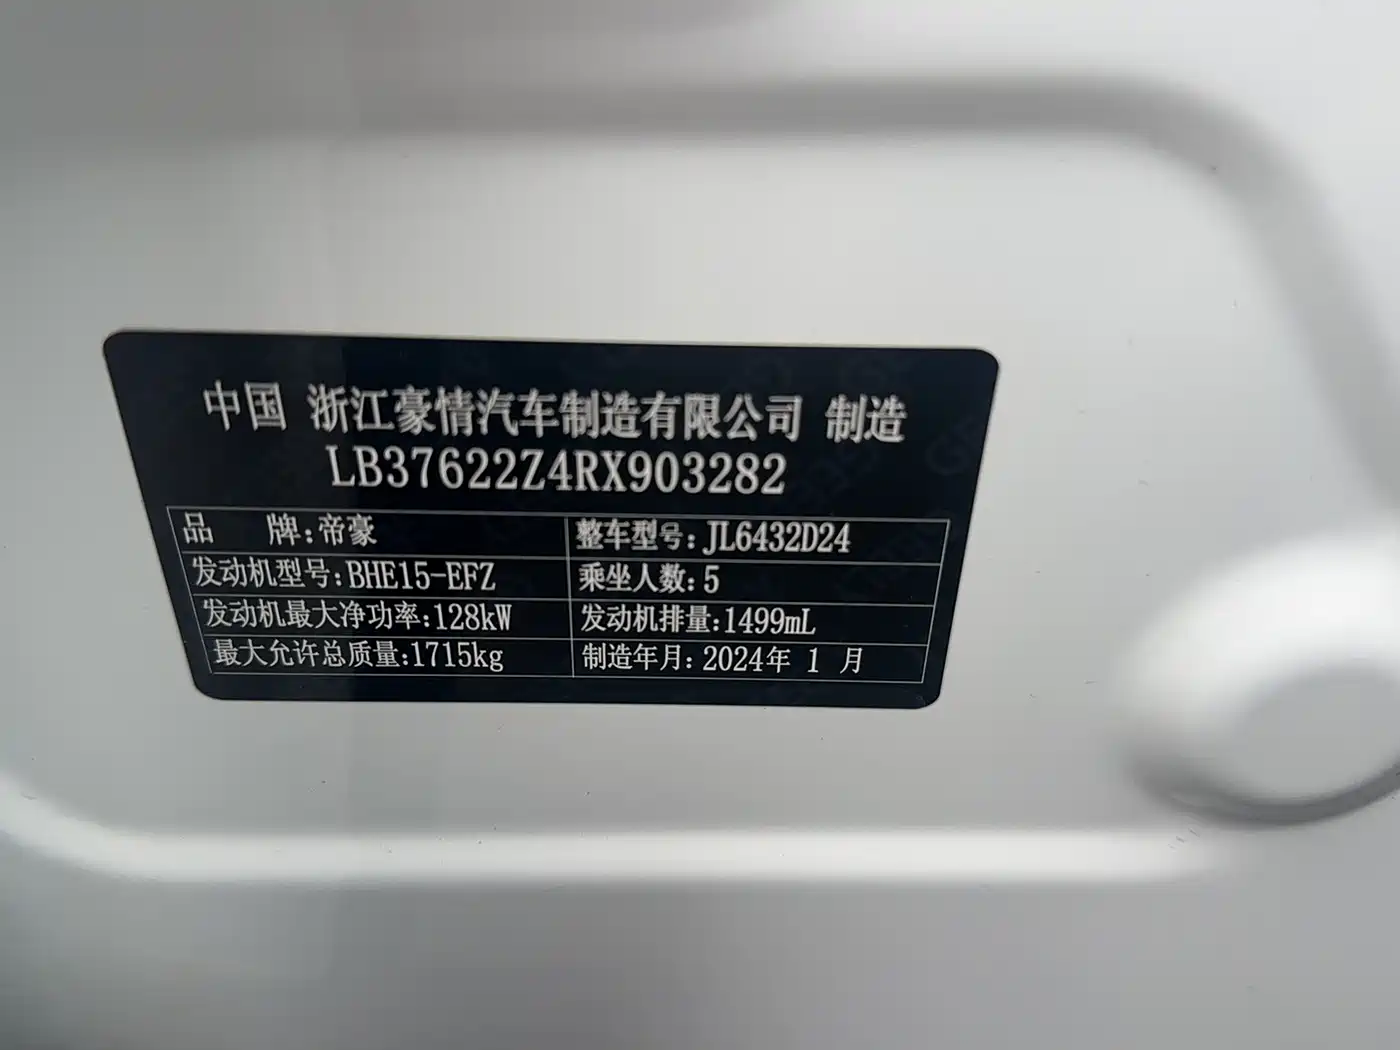 中国 浙江豪情汽车制造有限公司 制造
LB37622Z4RX903282
品 牌:帝豪 整车型号:JL6432D24
发动机型号:BHE15-EFZ 乘坐人数:5
发动机最大净功率:128kW 发动机排量:1499mL
最大允许总质量:1715kg 制造年月:2024年 1 月